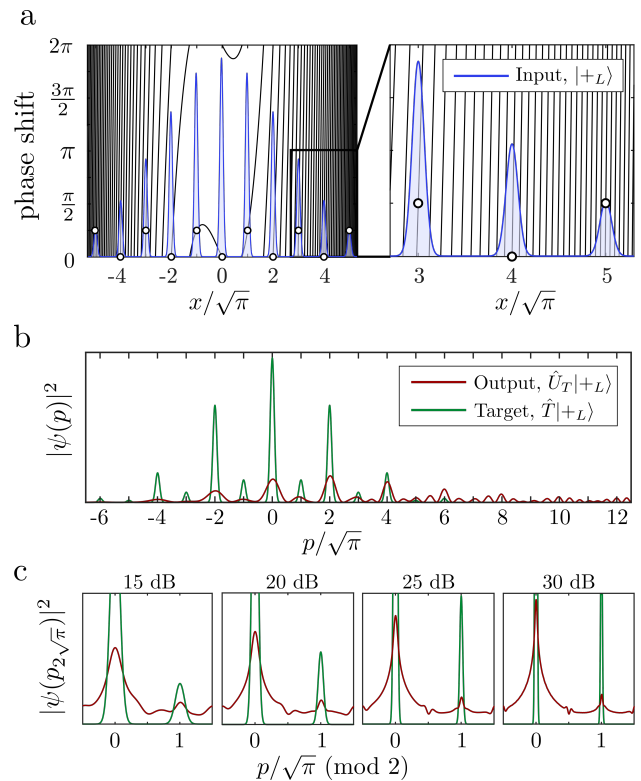 a
phase shift
2π
3π/2
π
π/2
0
Input, |+_L⟩
-4 -2 0 2 4
3 4 5
x/√π
x/√π
b
|ψ(p)|²
Output, Û_T|+_L⟩
Target, T̂|+_L⟩
-6 -4 -2 0 2 4 6 8 10 12
p/√π
c
15 dB 20 dB 25 dB 30 dB
|ψ(p_{2√π})|²
0 1 0 1 0 1 0 1
p/√π (mod 2)